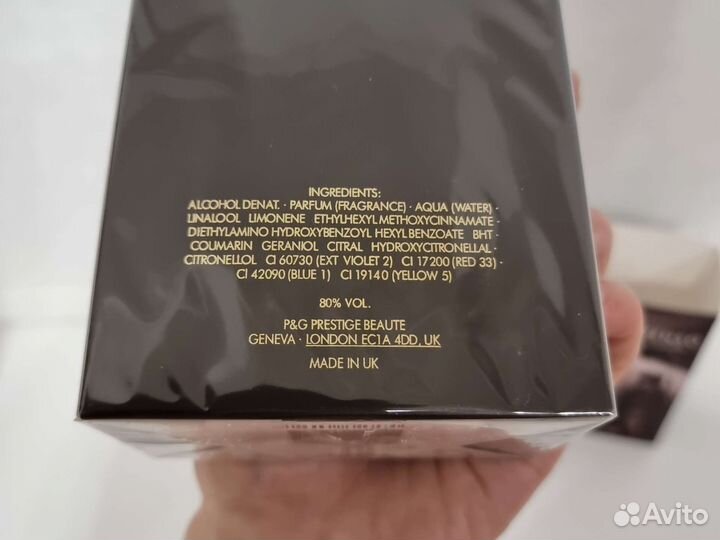 INGREDIENTS:
ALCOHOL DENAT. · PARFUM (FRAGRANCE) · AQUA (WATER) ·
LINALOOL LIMONENE ETHYLHEXYL METHOXYCINNAMATE ·
DIETHYLAMINO HYDROXYBENZOYL HEXYL BENZOATE BHT ·
COUMARIN GERANIOL CITRAL HYDROXYCITRONELLAL ·
CITRONELLOL CI 60730 (EXT VIOLET 2) CI 17200 (RED 33) ·
CI 42090 (BLUE 1) CI 19140 (YELLOW 5)
80% VOL.
P&G PRESTIGE BEAUTE
GENEVA · LONDON EC1A 4DD, UK
MADE IN UK
Avito